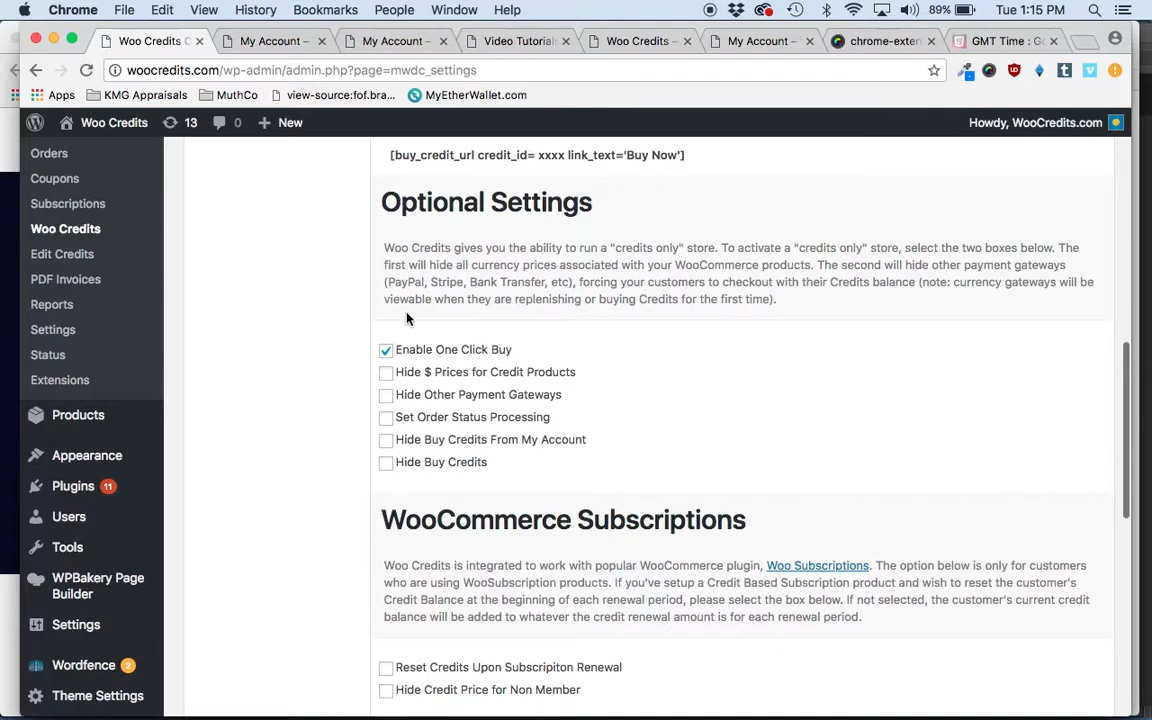 Chrome File Edit View History Bookmarks People Window Help 89% Tue 1:15 PM
Woo Credits My Account – My Account – Video Tutorial Woo Credits – My Account – chrome-exten GMT Time : Go
woocredits.com/wp-admin/admin.php?page=mwdc_settings
Apps KMG Appraisals MuthCo view-source:fof.bra... MyEtherWallet.com
Woo Credits 13 0 + New Howdy, WooCredits.com
Orders
Coupons
Subscriptions
Woo Credits
Edit Credits
PDF Invoices
Reports
Settings
Status
Extensions
Products
Appearance
Plugins 11
Users
Tools
WPBakery Page
Builder
Settings
Wordfence 2
Theme Settings
[buy_credit_url credit_id= xxxx link_text='Buy Now']
Optional Settings
Woo Credits gives you the ability to run a "credits only" store. To activate a "credits only" store, select the two boxes below. The
first will hide all currency prices associated with your WooCommerce products. The second will hide other payment gateways
(PayPal, Stripe, Bank Transfer, etc), forcing your customers to checkout with their Credits balance (note: currency gateways will be
viewable when they are replenishing or buying Credits for the first time).
Enable One Click Buy
Hide $ Prices for Credit Products
Hide Other Payment Gateways
Set Order Status Processing
Hide Buy Credits From My Account
Hide Buy Credits
WooCommerce Subscriptions
Woo Credits is integrated to work with popular WooCommerce plugin, Woo Subscriptions. The option below is only for customers
who are using WooSubscription products. If you've setup a Credit Based Subscription product and wish to reset the customer's
Credit Balance at the beginning of each renewal period, please select the box below. If not selected, the customer's current credit
balance will be added to whatever the credit renewal amount is for each renewal period.
Reset Credits Upon Subscripiton Renewal
Hide Credit Price for Non Member